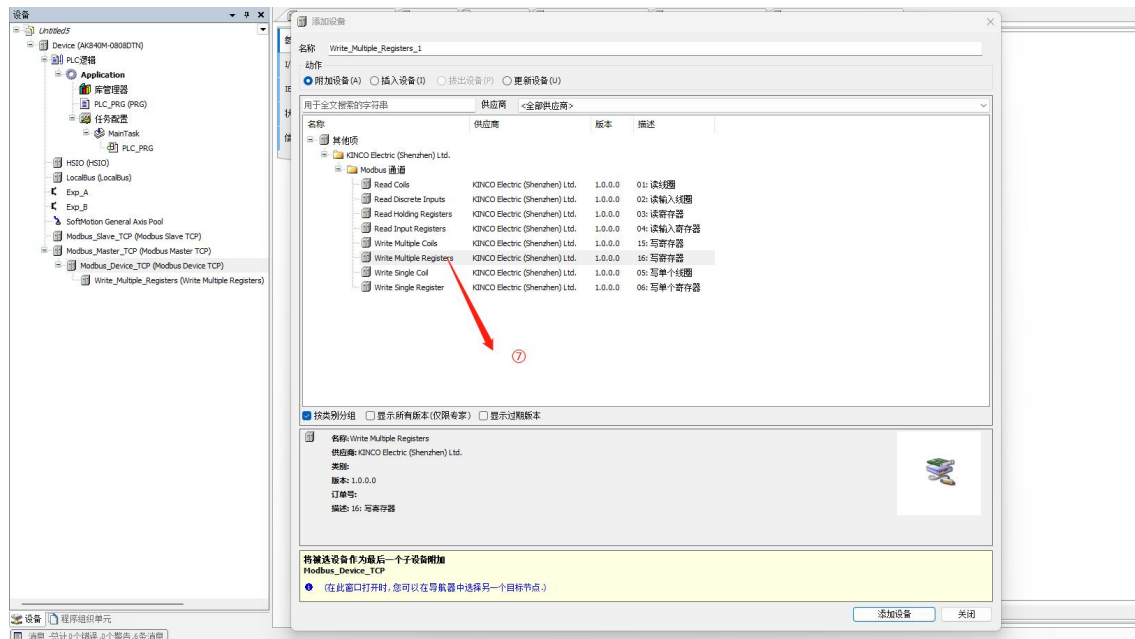 设备
Untitled5
Device (AK840M-0808DTN)
PLC逻辑
Application
库管理器
PLC_PRG (PRG)
任务配置
MainTask
PLC_PRG
HSIO (HSIO)
LocalBus (LocalBus)
Exp_A
Exp_B
SoftMotion General Axis Pool
Modbus_Slave_TCP (Modbus Slave TCP)
Modbus_Master_TCP (Modbus Master TCP)
Modbus_Device_TCP (Modbus Device TCP)
Write_Multiple_Registers (Write Multiple Registers)
设备 程序组织单元
消息 -总计 0个错误, 0个警告, 6条消息
添加设备
名称 Write_Multiple_Registers_1
动作
附加设备(A) 插入设备(I) 拔出设备(P) 更新设备(U)
用于全文搜索的字符串 供应商 <全部供应商>
名称 供应商 版本 描述
其他项
KINCO Electric (Shenzhen) Ltd.
Modbus 通道
Read Coils KINCO Electric (Shenzhen) Ltd. 1.0.0.0 01: 读线圈
Read Discrete Inputs KINCO Electric (Shenzhen) Ltd. 1.0.0.0 02: 读输入线圈
Read Holding Registers KINCO Electric (Shenzhen) Ltd. 1.0.0.0 03: 读寄存器
Read Input Registers KINCO Electric (Shenzhen) Ltd. 1.0.0.0 04: 读输入寄存器
Write Multiple Coils KINCO Electric (Shenzhen) Ltd. 1.0.0.0 15: 写寄存器
Write Multiple Registers KINCO Electric (Shenzhen) Ltd. 1.0.0.0 16: 写寄存器
Write Single Coil KINCO Electric (Shenzhen) Ltd. 1.0.0.0 05: 写单个线圈
Write Single Register KINCO Electric (Shenzhen) Ltd. 1.0.0.0 06: 写单个寄存器
⑦
按类别分组 显示所有版本(仅限专家) 显示过期版本
名称: Write Multiple Registers
供应商: KINCO Electric (Shenzhen) Ltd.
类别:
版本: 1.0.0.0
订单号:
描述: 16: 写寄存器
将被选设备作为最后一个子设备附加
Modbus_Device_TCP
(在此窗口打开时, 您可以在导航器中选择另一个目标节点.)
添加设备 关闭